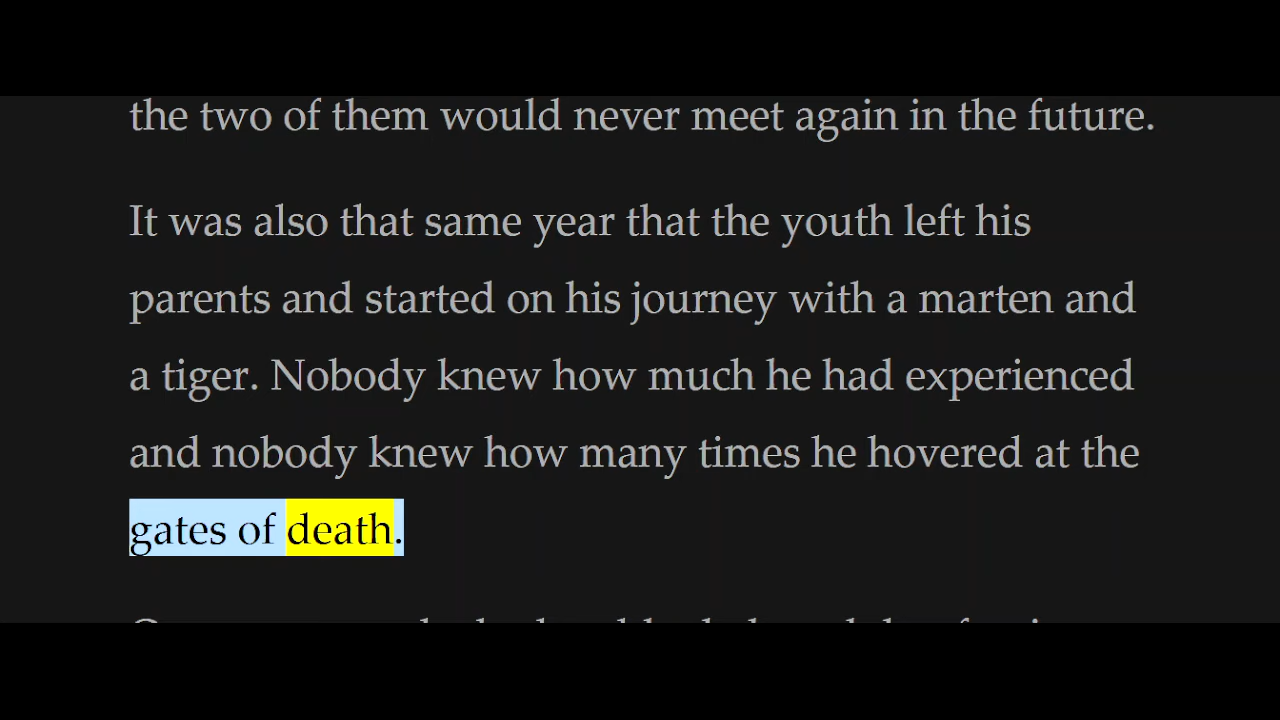 the two of them would never meet again in the future.
It was also that same year that the youth left his
parents and started on his journey with a marten and
a tiger. Nobody knew how much he had experienced
and nobody knew how many times he hovered at the
gates of death.